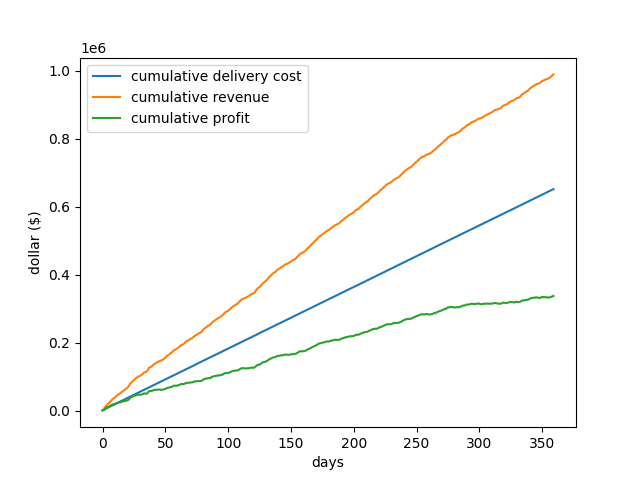 1e6
cumulative delivery cost
cumulative revenue
cumulative profit
1.0
0.8
0.6
0.4
0.2
0.0
dollar ($)
0 50 100 150 200 250 300 350
days